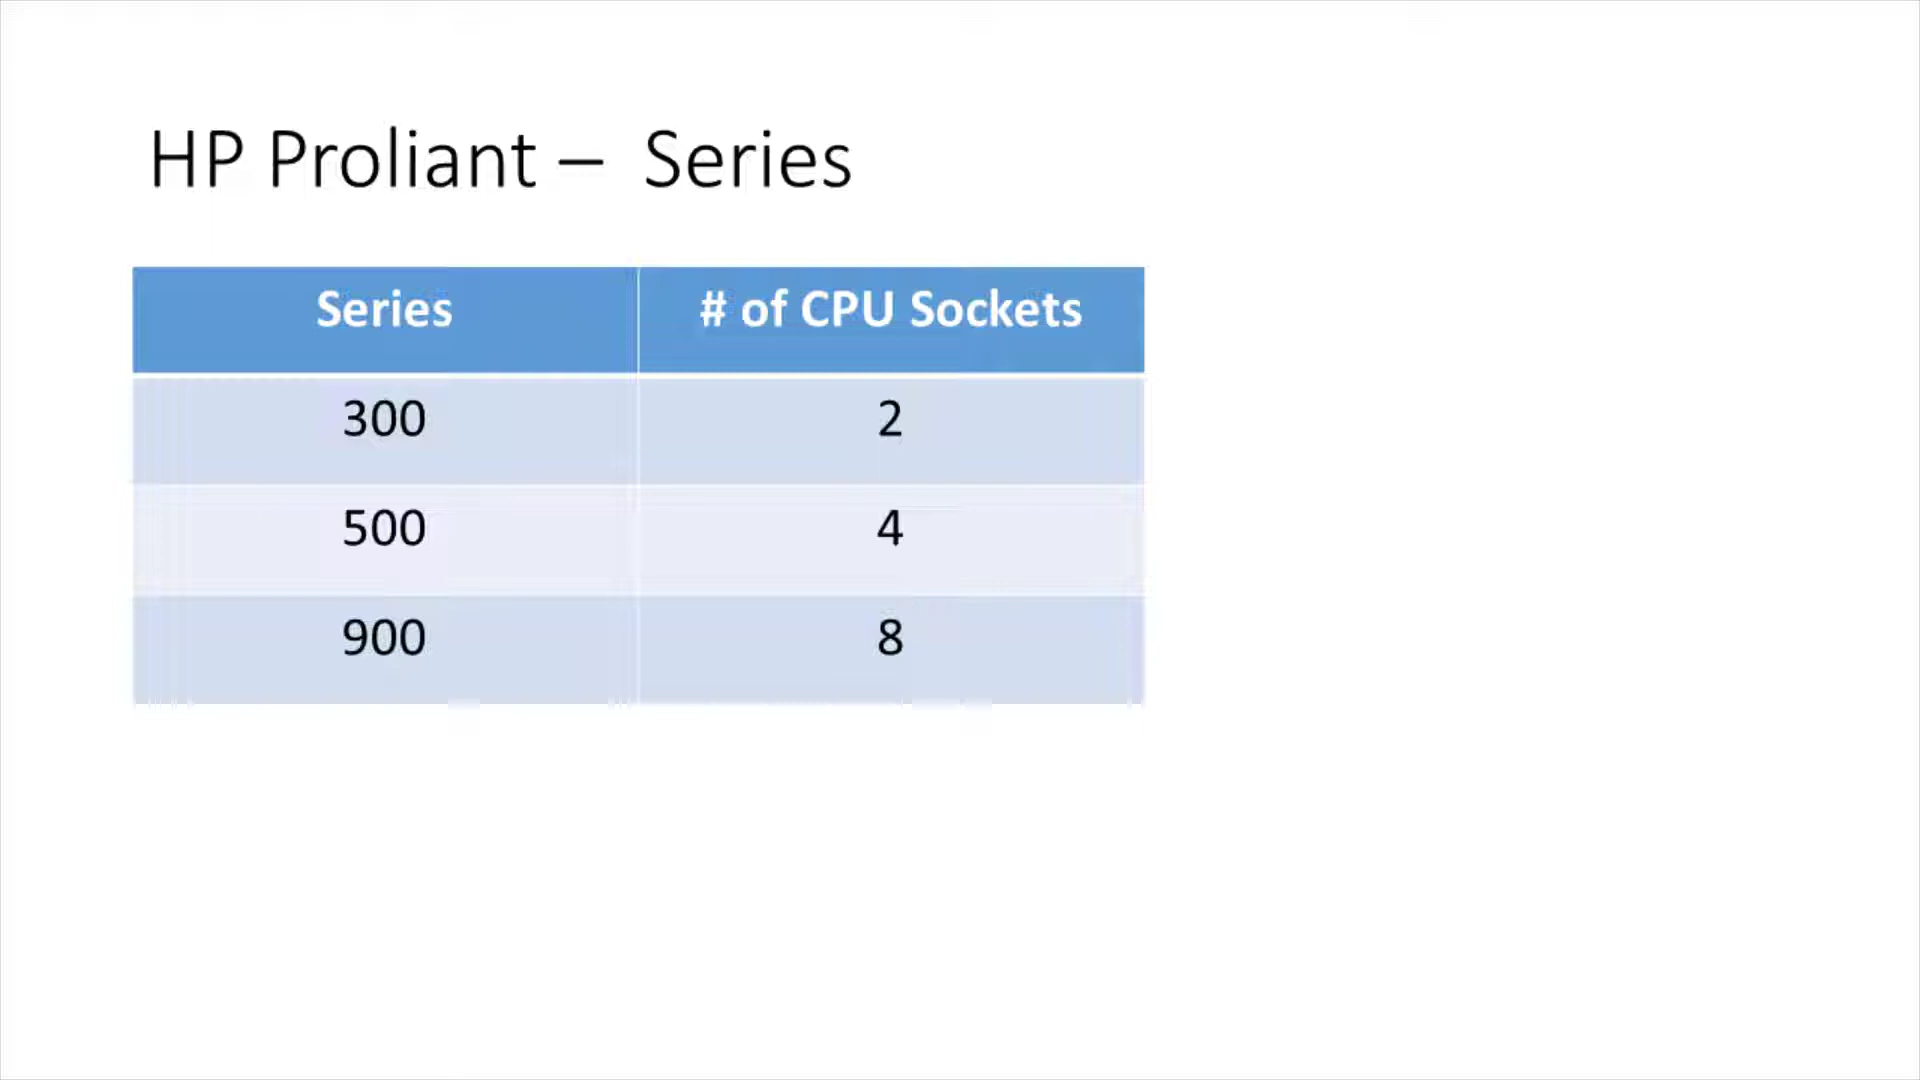 HP Proliant – Series
Series # of CPU Sockets
300 2
500 4
900 8